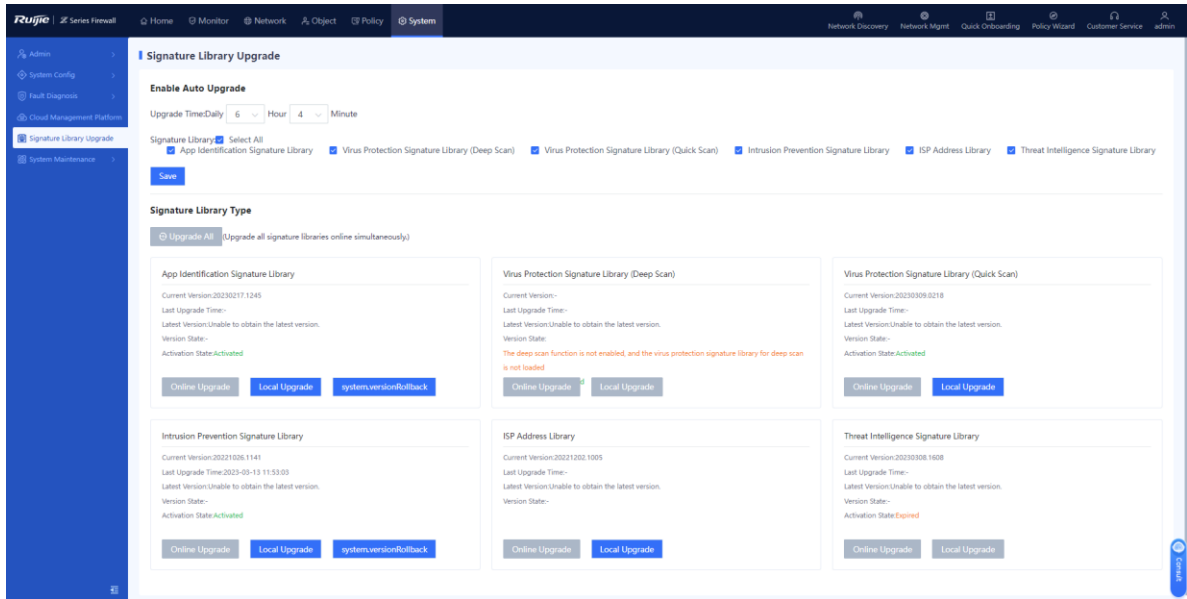 Ruijie | Z Series Firewall
Home Monitor Network Object Policy System
Network Discovery Network Mgmt Quick Onboarding Policy Wizard Customer Service admin
Admin
System Config
Fault Diagnosis
Cloud Management Platform
Signature Library Upgrade
System Maintenance
Signature Library Upgrade
Enable Auto Upgrade
Upgrade Time:Daily 6 Hour 4 Minute
Signature Library: Select All
App Identification Signature Library Virus Protection Signature Library (Deep Scan) Virus Protection Signature Library (Quick Scan) Intrusion Prevention Signature Library ISP Address Library Threat Intelligence Signature Library
Save
Signature Library Type
Upgrade All (Upgrade all signature libraries online simultaneously.)
App Identification Signature Library
Current Version:20230217.1245
Last Upgrade Time:-
Latest Version:Unable to obtain the latest version.
Version State:-
Activation State:Activated
Online Upgrade Local Upgrade system.versionRollback
Virus Protection Signature Library (Deep Scan)
Current Version:-
Last Upgrade Time:-
Latest Version:Unable to obtain the latest version.
Version State:
The deep scan function is not enabled, and the virus protection signature library for deep scan
is not loaded
Online Upgrade Local Upgrade
Virus Protection Signature Library (Quick Scan)
Current Version:20230309.0218
Last Upgrade Time:-
Latest Version:Unable to obtain the latest version.
Version State:-
Activation State:Activated
Online Upgrade Local Upgrade
Intrusion Prevention Signature Library
Current Version:20221026.1141
Last Upgrade Time:2023-03-13 11:53:03
Latest Version:Unable to obtain the latest version.
Version State:-
Activation State:Activated
Online Upgrade Local Upgrade system.versionRollback
ISP Address Library
Current Version:20221202.1005
Last Upgrade Time:-
Latest Version:Unable to obtain the latest version.
Version State:-
Online Upgrade Local Upgrade
Threat Intelligence Signature Library
Current Version:20230308.1608
Last Upgrade Time:-
Latest Version:Unable to obtain the latest version.
Version State:-
Activation State:Expired
Online Upgrade Local Upgrade
Consult